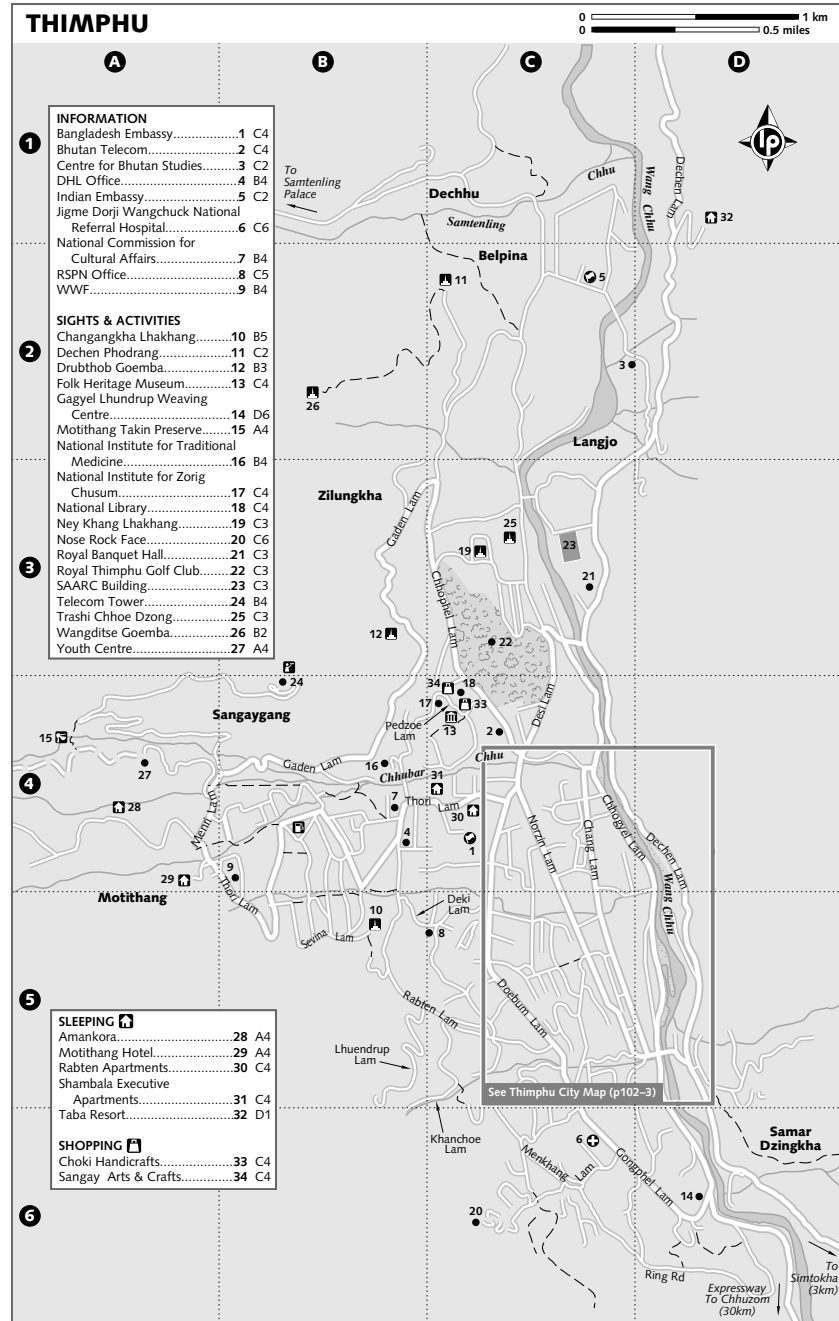 THIMPHU
0 1 km
0 0.5 miles
A B C D
1
INFORMATION
Bangladesh Embassy..................1 C4
Bhutan Telecom.........................2 C4
Centre for Bhutan Studies..........3 C2
DHL Office.................................4 B4
Indian Embassy..........................5 C2
Jigme Dorji Wangchuck National
Referral Hospital.....................6 C6
National Commission for
Cultural Affairs.......................7 B4
RSPN Office...............................8 C5
WWF.........................................9 B4
SIGHTS & ACTIVITIES
Changangkha Lhakhang..........10 B5
Dechen Phodrang....................11 C2
Drubthob Goemba...................12 B3
Folk Heritage Museum.............13 C4
Gagyel Lhundrup Weaving
Centre..................................14 D6
Motithang Takin Preserve........15 A4
National Institute for Traditional
Medicine..............................16 B4
National Institute for Zorig
Chusum................................17 C4
National Library.......................18 C4
Ney Khang Lhakhang...............19 C3
Nose Rock Face........................20 C6
Royal Banquet Hall...................21 C3
Royal Thimphu Golf Club.........22 C3
SAARC Building.......................23 C3
Telecom Tower........................24 B4
Trashi Chhoe Dzong................25 C3
Wangditse Goemba.................26 B2
Youth Centre...........................27 A4
To
Samtenling
Palace
Dechhu
Samtenling
Chhu
Wang Chhu
Dechen Lam
lp
32
Belpina
11
5
2
3
26
Langjo
Zilungkha
Gaden Lam
25
19
23
3
21
Chhophel Lam
12
22
24
34
18
17
33
Sangaygang
Pedzoe
Lam
13
2
Desi Lam
15
27
Gaden Lam
16
Chhubar
Chhu
4
31
28
7
Thori Lam
30
Menri Lam
4
1
Norzin Lam
Chang Lam
Chhogyel Lam
Dechen Lam
Wang Chhu
29
9
Motithang
Thori Lam
10
Deki
Lam
Sevina Lam
8
5
Rabten Lam
Doebum Lam
SLEEPING
Amankora...............................28 A4
Motithang Hotel......................29 A4
Rabten Apartments.................30 C4
Shambala Executive
Apartments..........................31 C4
Taba Resort.............................32 D1
SHOPPING
Choki Handicrafts....................33 C4
Sangay Arts & Crafts...............34 C4
Lhuendrup
Lam
See Thimphu City Map (p102–3)
Khanchoe
Lam
6
Menkhang Lam
Gongphel Lam
Samar
Dzingkha
14
6
20
Ring Rd
To
Simtokha
(3km)
Expressway
To Chhuzom
(30km)